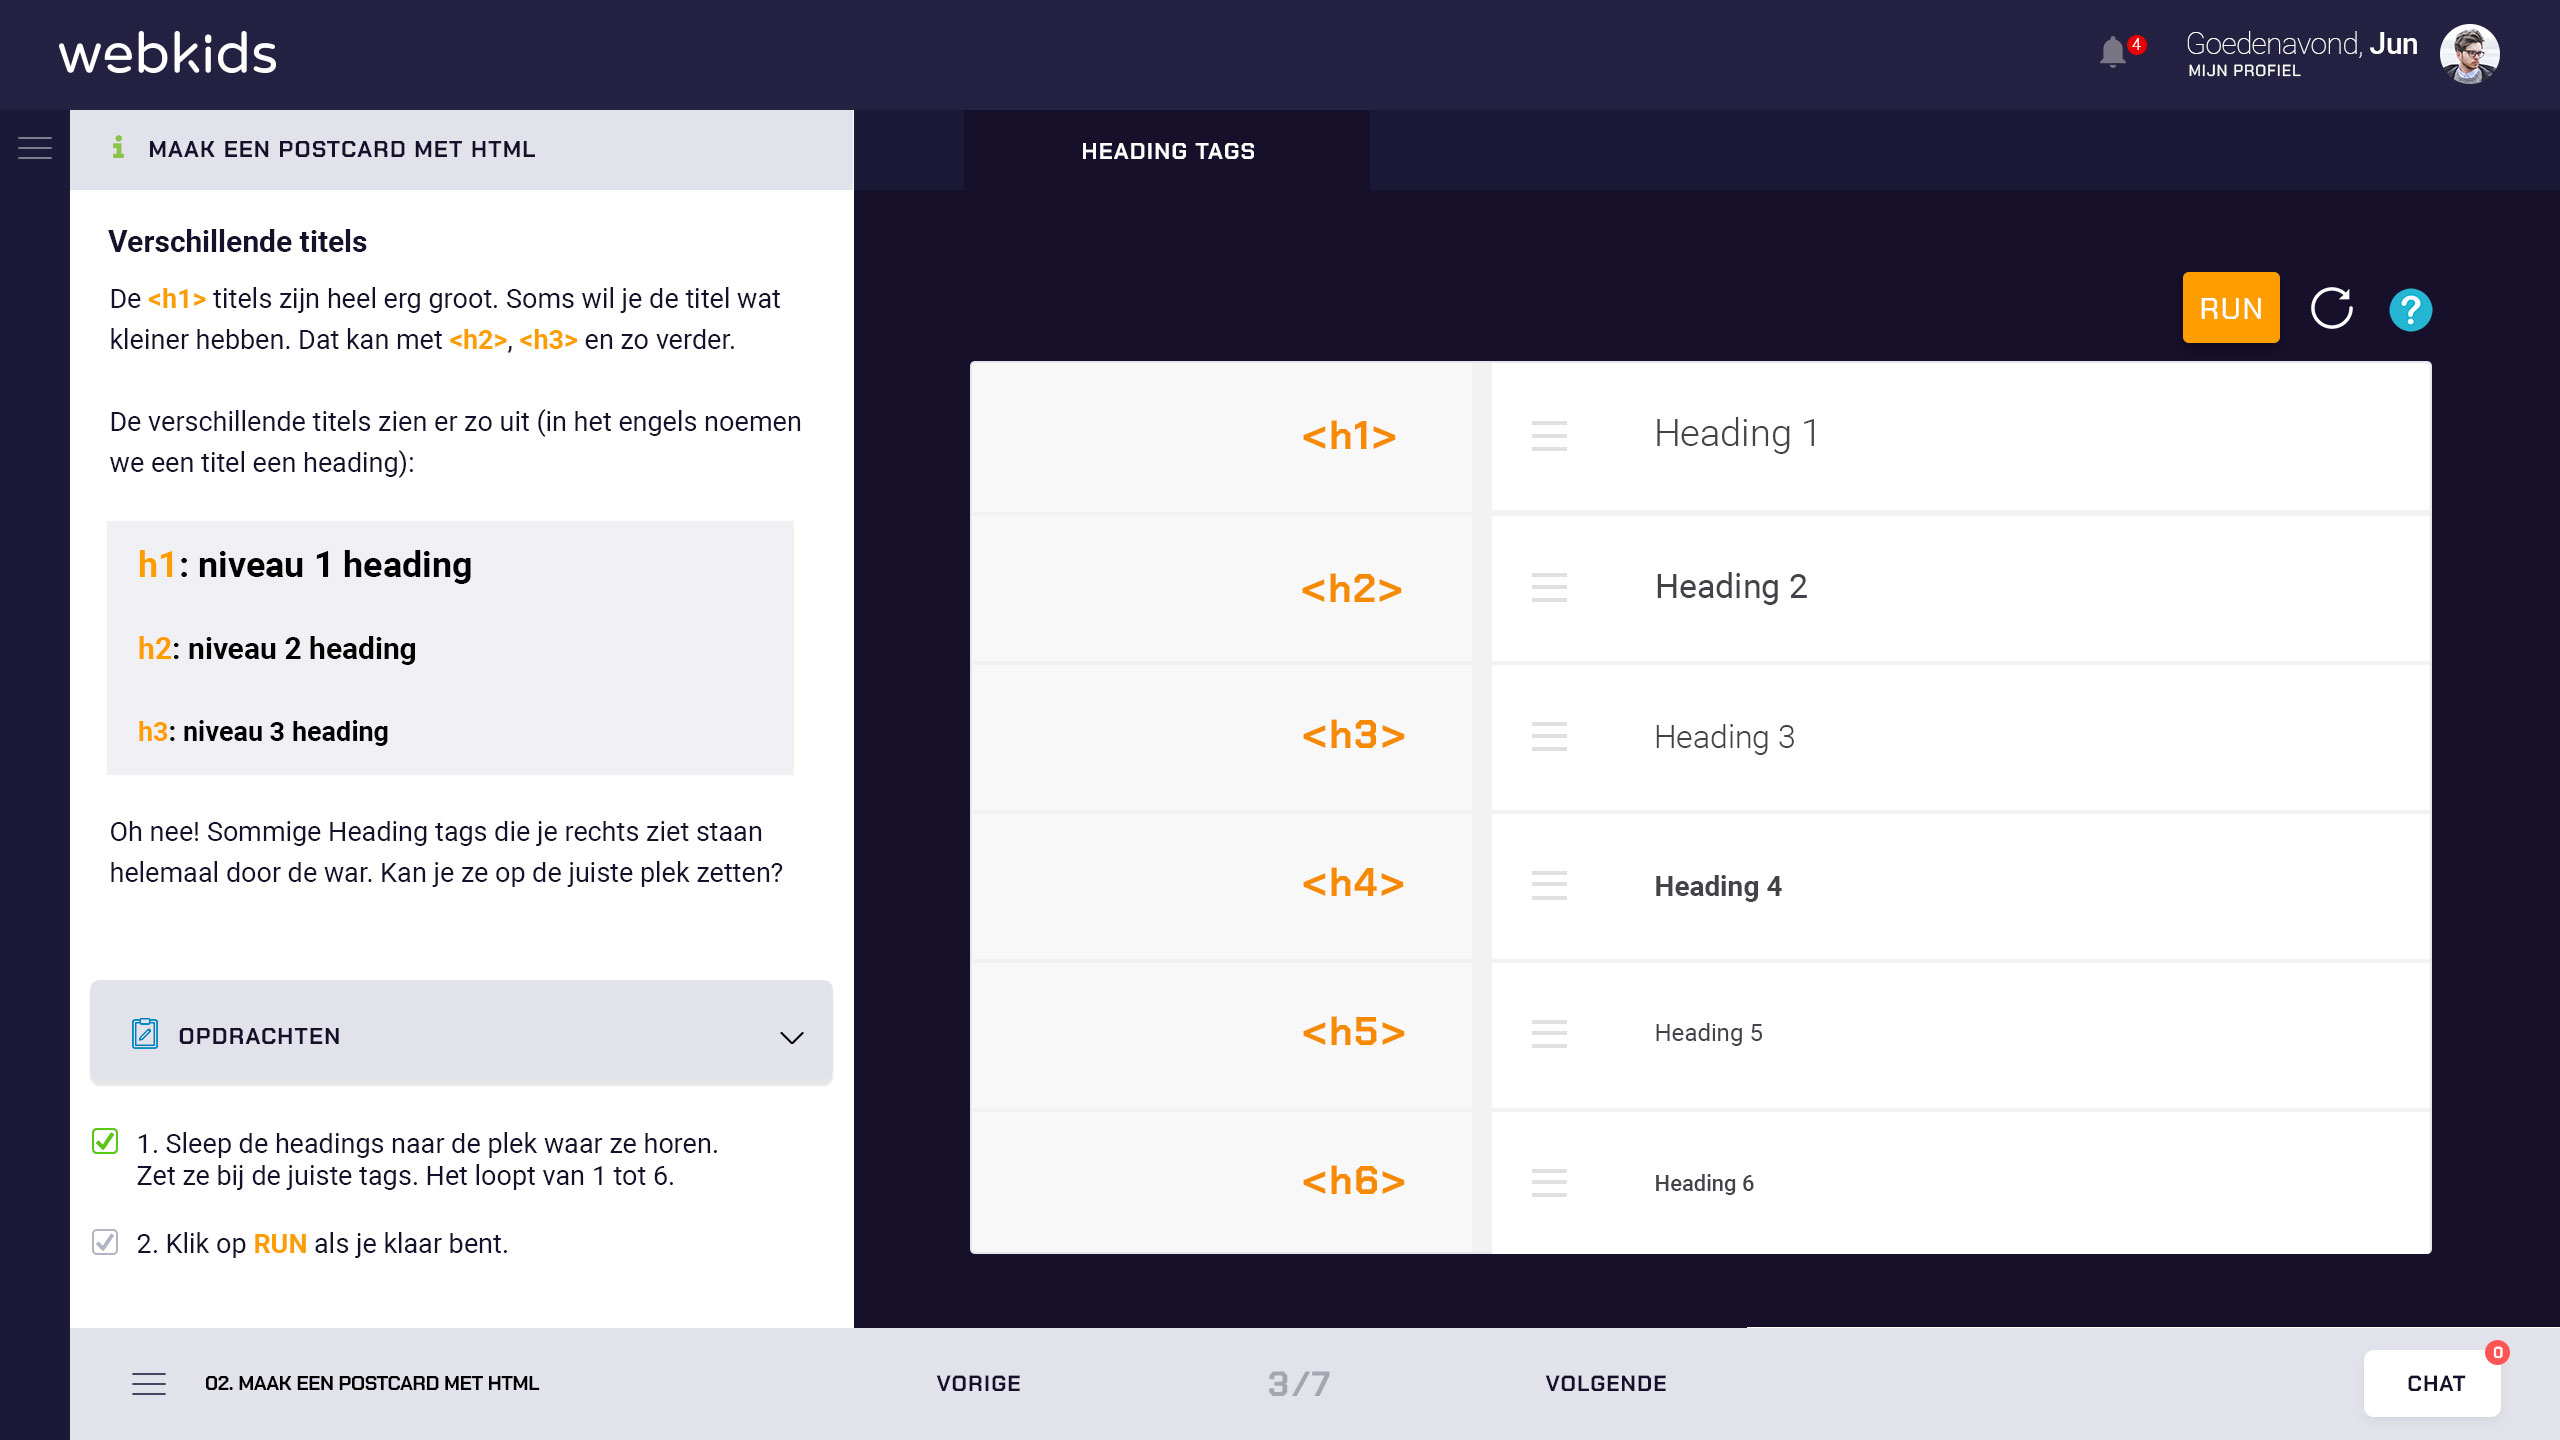 webkids
4
Goedenavond, Jun
MIJN PROFIEL
MAAK EEN POSTCARD MET HTML
HEADING TAGS
Verschillende titels
De <h1> titels zijn heel erg groot. Soms wil je de titel wat
kleiner hebben. Dat kan met <h2>, <h3> en zo verder.
De verschillende titels zien er zo uit (in het engels noemen
we een titel een heading):
h1: niveau 1 heading
h2: niveau 2 heading
h3: niveau 3 heading
Oh nee! Sommige Heading tags die je rechts ziet staan
helemaal door de war. Kan je ze op de juiste plek zetten?
OPDRACHTEN
1. Sleep de headings naar de plek waar ze horen.
Zet ze bij de juiste tags. Het loopt van 1 tot 6.
2. Klik op RUN als je klaar bent.
RUN
?
<h1> Heading 1
<h2> Heading 2
<h3> Heading 3
<h4> Heading 4
<h5> Heading 5
<h6> Heading 6
02. MAAK EEN POSTCARD MET HTML
VORIGE
3/7
VOLGENDE
CHAT
0